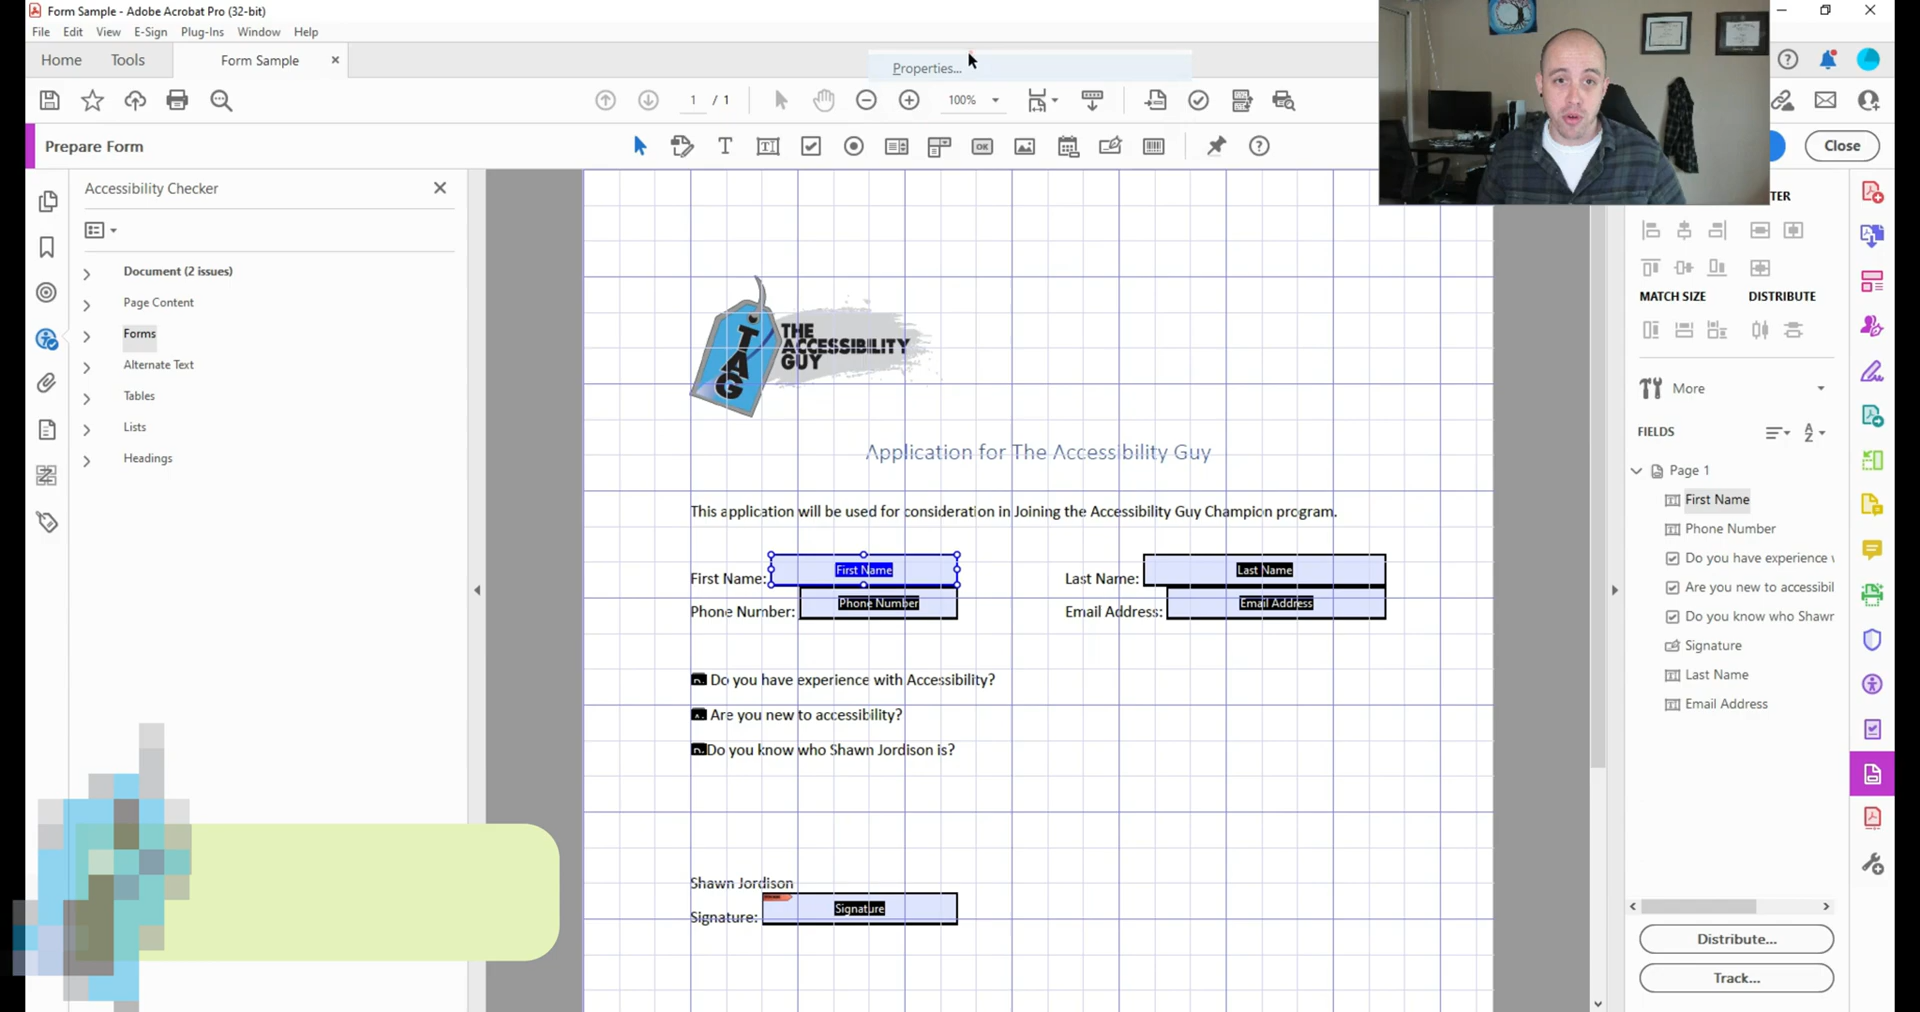 Form Sample - Adobe Acrobat Pro (32-bit)
File Edit View E-Sign Plug-Ins Window Help
Home Tools Form Sample
Properties...
1 / 1 100%
Prepare Form
OK
Close
Accessibility Checker
Document (2 issues)
Page Content
Forms
Alternate Text
Tables
Lists
Headings
TAG
THE
ACCESSIBILITY
GUY
Application for The Accessibility Guy
This application will be used for consideration in Joining the Accessibility Guy Champion program.
First Name: First Name Last Name: Last Name
Phone Number: Phone Number Email Address: Email Address
Do you have experience with Accessibility?
Are you new to accessibility?
Do you know who Shawn Jordison is?
Shawn Jordison
Signature: Signature
TER
MATCH SIZE DISTRIBUTE
More
FIELDS
Page 1
First Name
Phone Number
Do you have experience
Are you new to accessibil
Do you know who Shawr
Signature
Last Name
Email Address
Distribute...
Track...